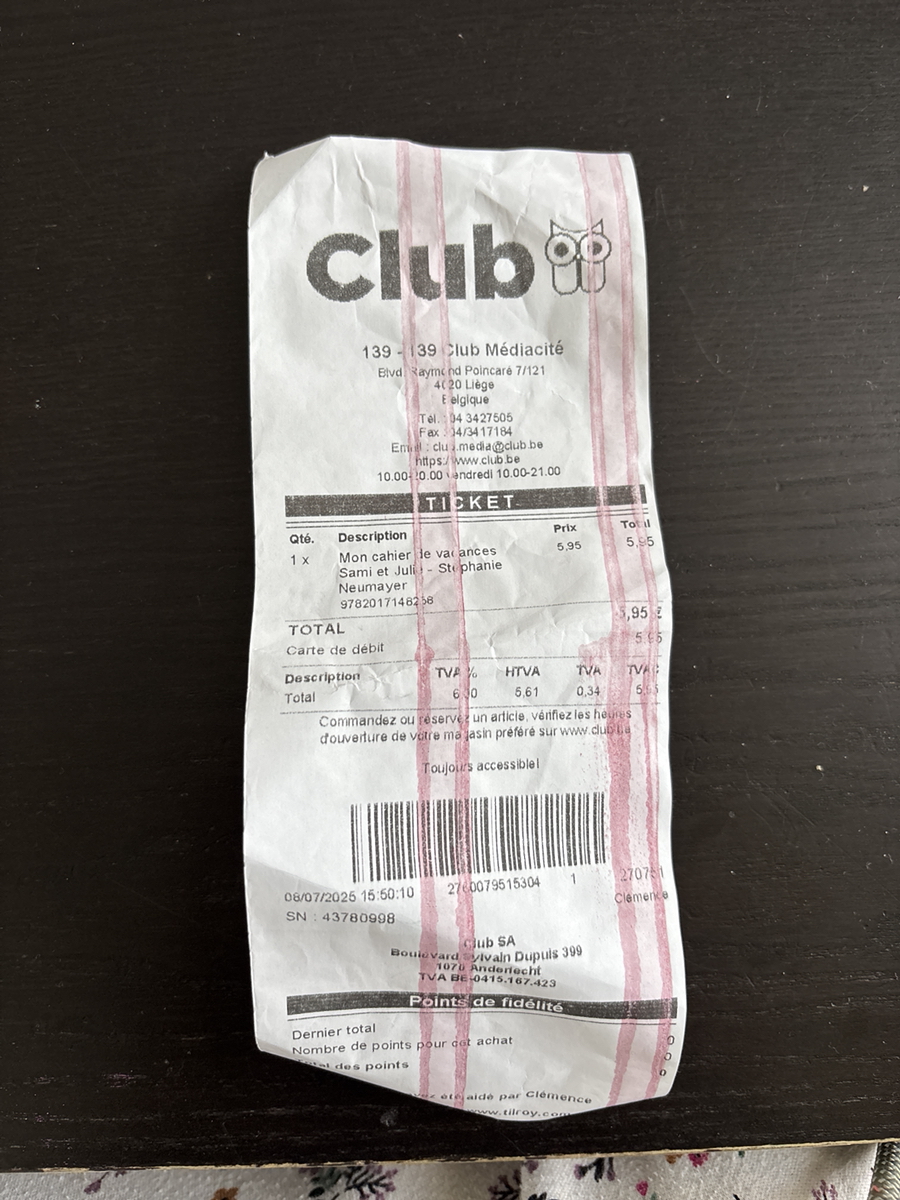 Club
139 - 139 Club Médiacité
Blvd. Raymond Poincaré 7/121
4020 Liège
Belgique
Tél. : 04 3427505
Fax : 04/3417184
Email : club.media@club.be
https://www.club.be
10.00-20.00 vendredi 10.00-21.00
TICKET
Qté. Description Prix Total
1 x Mon cahier de vacances 5,95 5,95
Sami et Julie - Stephanie
Neumayer
9782017148258
TOTAL 5,95 €
Carte de débit 5,95
Description TVA % HTVA TVA TVAC
Total 6,00 5,61 0,34 5,95
Commandez ou réservez un article, vérifiez les heures
d'ouverture de votre magasin préféré sur www.club.be
Toujours accessible!
08/07/2025 15:50:10 2760079515304 1
SN : 43780998 Clémence
Club SA
Boulevard Sylvain Dupuis 399
1070 Anderlecht
TVA BE-0415.167.423
Points de fidélité
Dernier total 0
Nombre de points pour cet achat 0
Total des points 0
été aidé par Clémence
www.tilroy.com